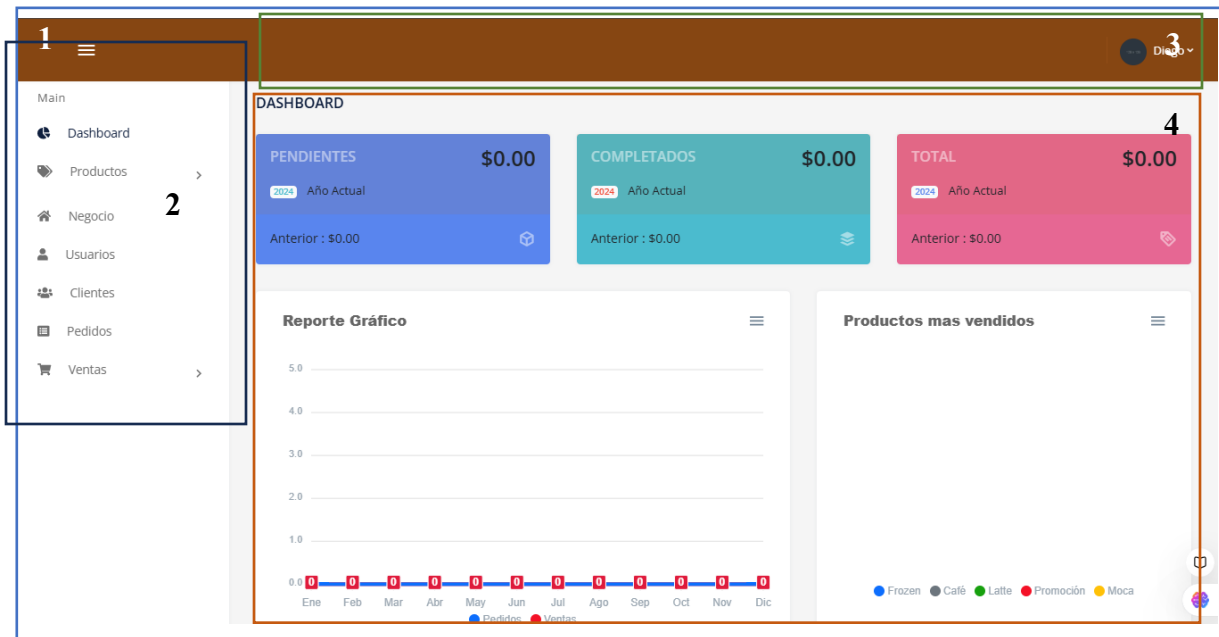 1
3
Diego
Main
Dashboard
Productos
Negocio
2
Usuarios
Clientes
Pedidos
Ventas
DASHBOARD
4
PENDIENTES $0.00
2024 Año Actual
Anterior : $0.00
COMPLETADOS $0.00
2024 Año Actual
Anterior : $0.00
TOTAL $0.00
2024 Año Actual
Anterior : $0.00
Reporte Gráfico
5.0
4.0
3.0
2.0
1.0
0.0 0 0 0 0 0 0 0 0 0 0 0 0
Ene Feb Mar Abr May Jun Jul Ago Sep Oct Nov Dic
Pedidos Ventas
Productos mas vendidos
Frozen Café Latte Promoción Moca